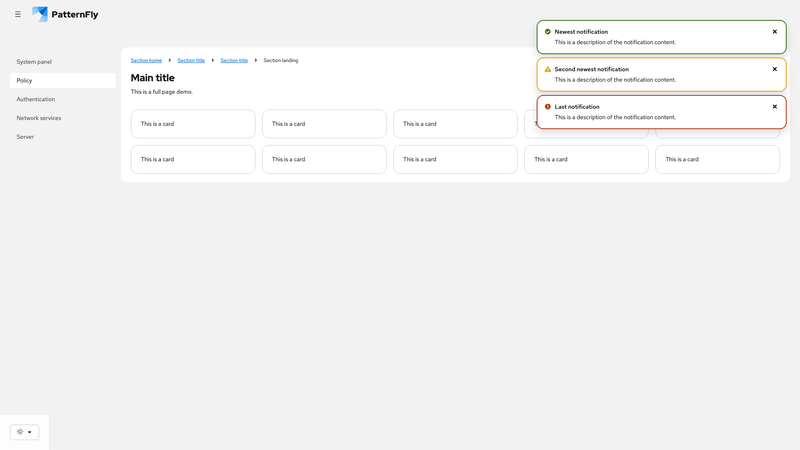 PatternFly
Newest notification
This is a description of the notification content.
Second newest notification
This is a description of the notification content.
Last notification
This is a description of the notification content.
System panel
Policy
Authentication
Network services
Server
Section home
Section title
Section title
Section landing
Main title
This is a full page demo.
This is a card
This is a card
This is a card
This is a card
This is a card
This is a card
This is a card
This is a card